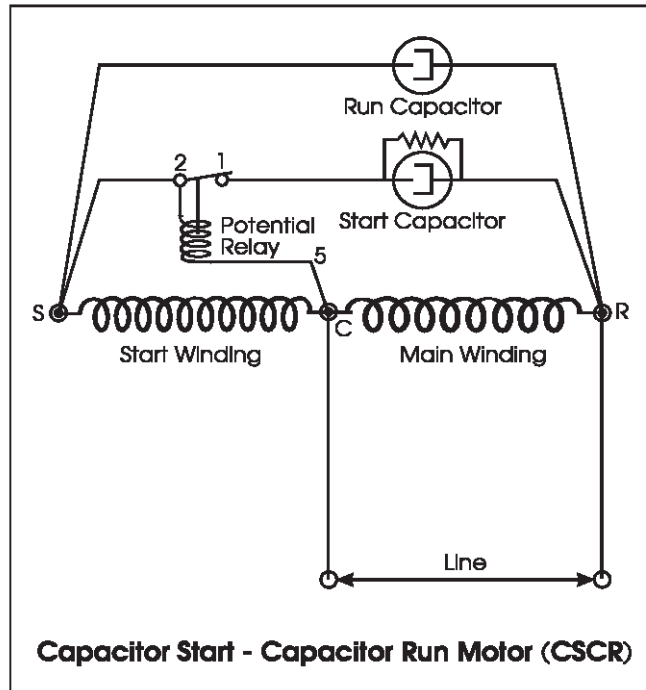 Run Capacitor
2 1
Start Capacitor
Potential
Relay
5
S
C
R
Start Winding
Main Winding
Line
Capacitor Start - Capacitor Run Motor (CSCR)